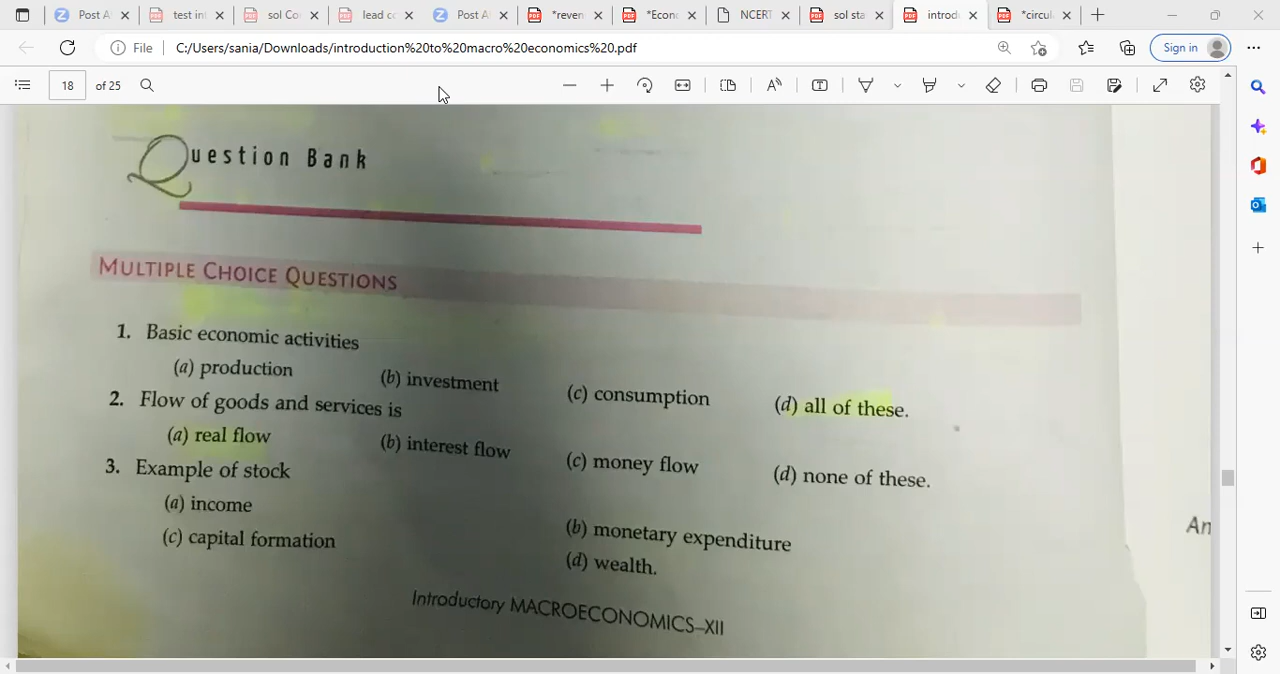 Post A
test in
sol Co
lead co
Post A
*reven
*Econ
NCERT
sol sta
introd
*circul
File C:/Users/sania/Downloads/introduction%20to%20macro%20economics%20.pdf
Sign in
18 of 25
Question Bank
MULTIPLE CHOICE QUESTIONS
1. Basic economic activities
(a) production (b) investment (c) consumption (d) all of these.
2. Flow of goods and services is
(a) real flow (b) interest flow (c) money flow (d) none of these.
3. Example of stock
(a) income (b) monetary expenditure
(c) capital formation (d) wealth.
An
Introductory MACROECONOMICS–XII